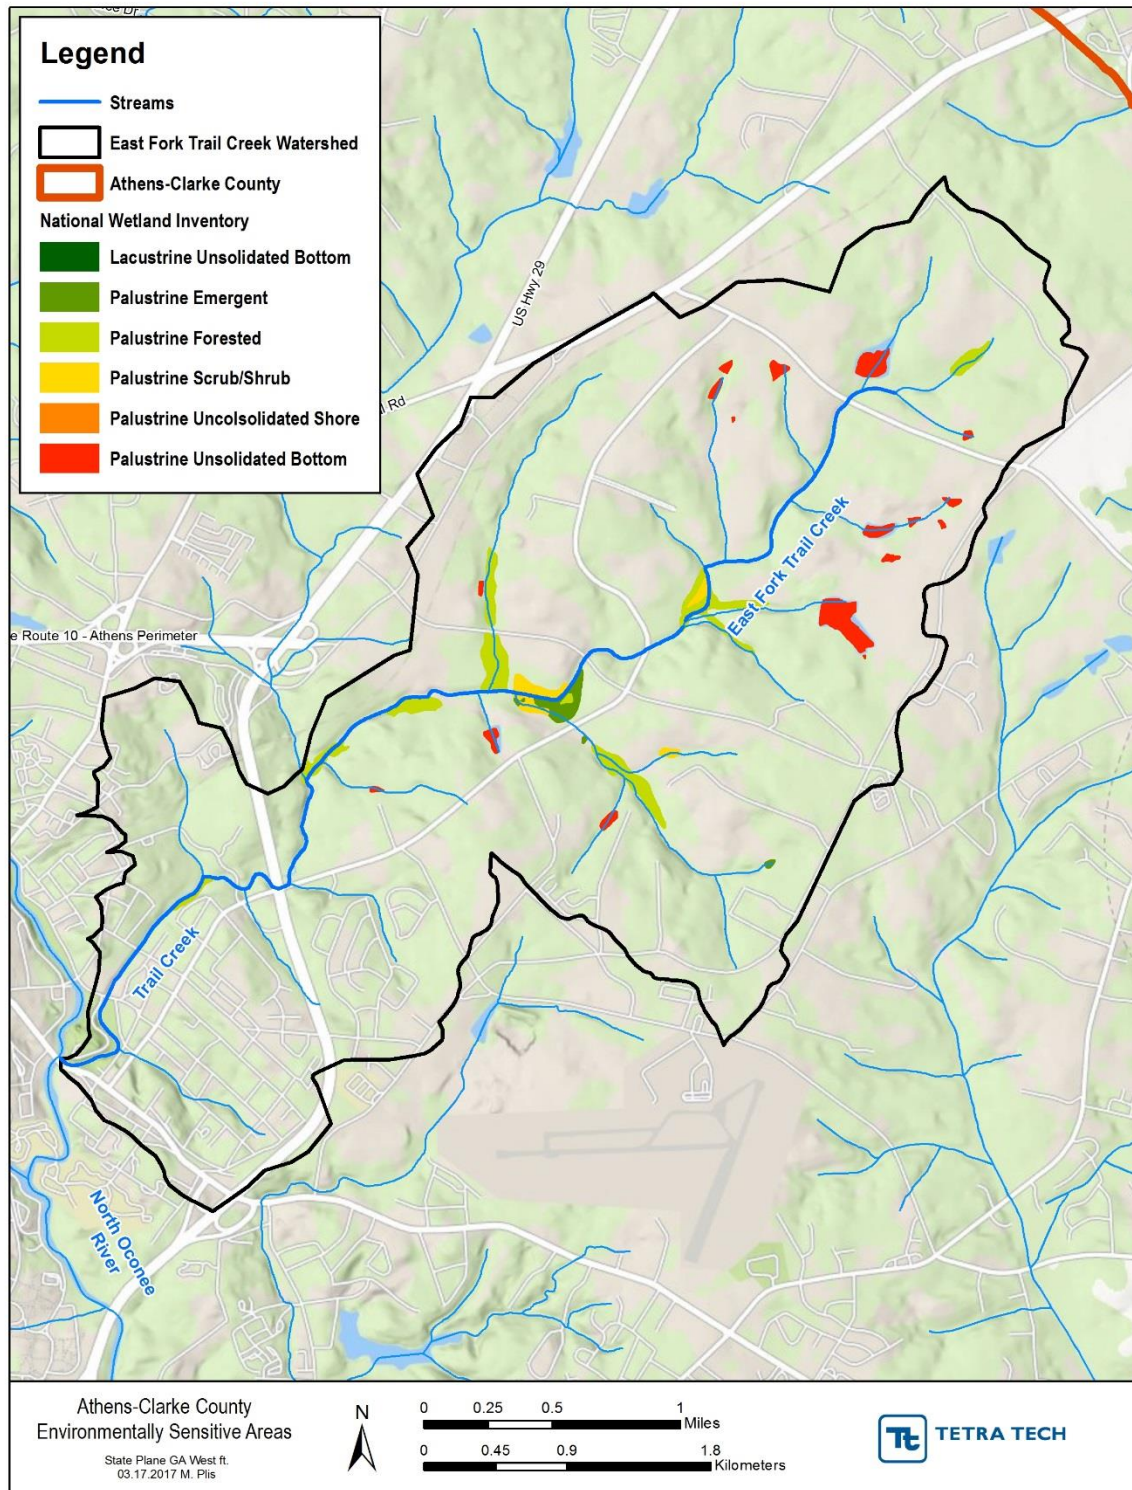 ce Dr
Legend
Streams
East Fork Trail Creek Watershed
Athens-Clarke County
National Wetland Inventory
Lacustrine Unsolidated Bottom
Palustrine Emergent
Palustrine Forested
Palustrine Scrub/Shrub
Palustrine Uncolsolidated Shore
Palustrine Unsolidated Bottom
US Hwy 29
Rd
East Fork Trail Creek
e Route 10 - Athens Perimeter
Trail Creek
North Oconee
River
Athens-Clarke County
Environmentally Sensitive Areas
State Plane GA West ft.
03.17.2017 M. Plis
N
0 0.25 0.5 1
Miles
0 0.45 0.9 1.8
Kilometers
Tt TETRA TECH